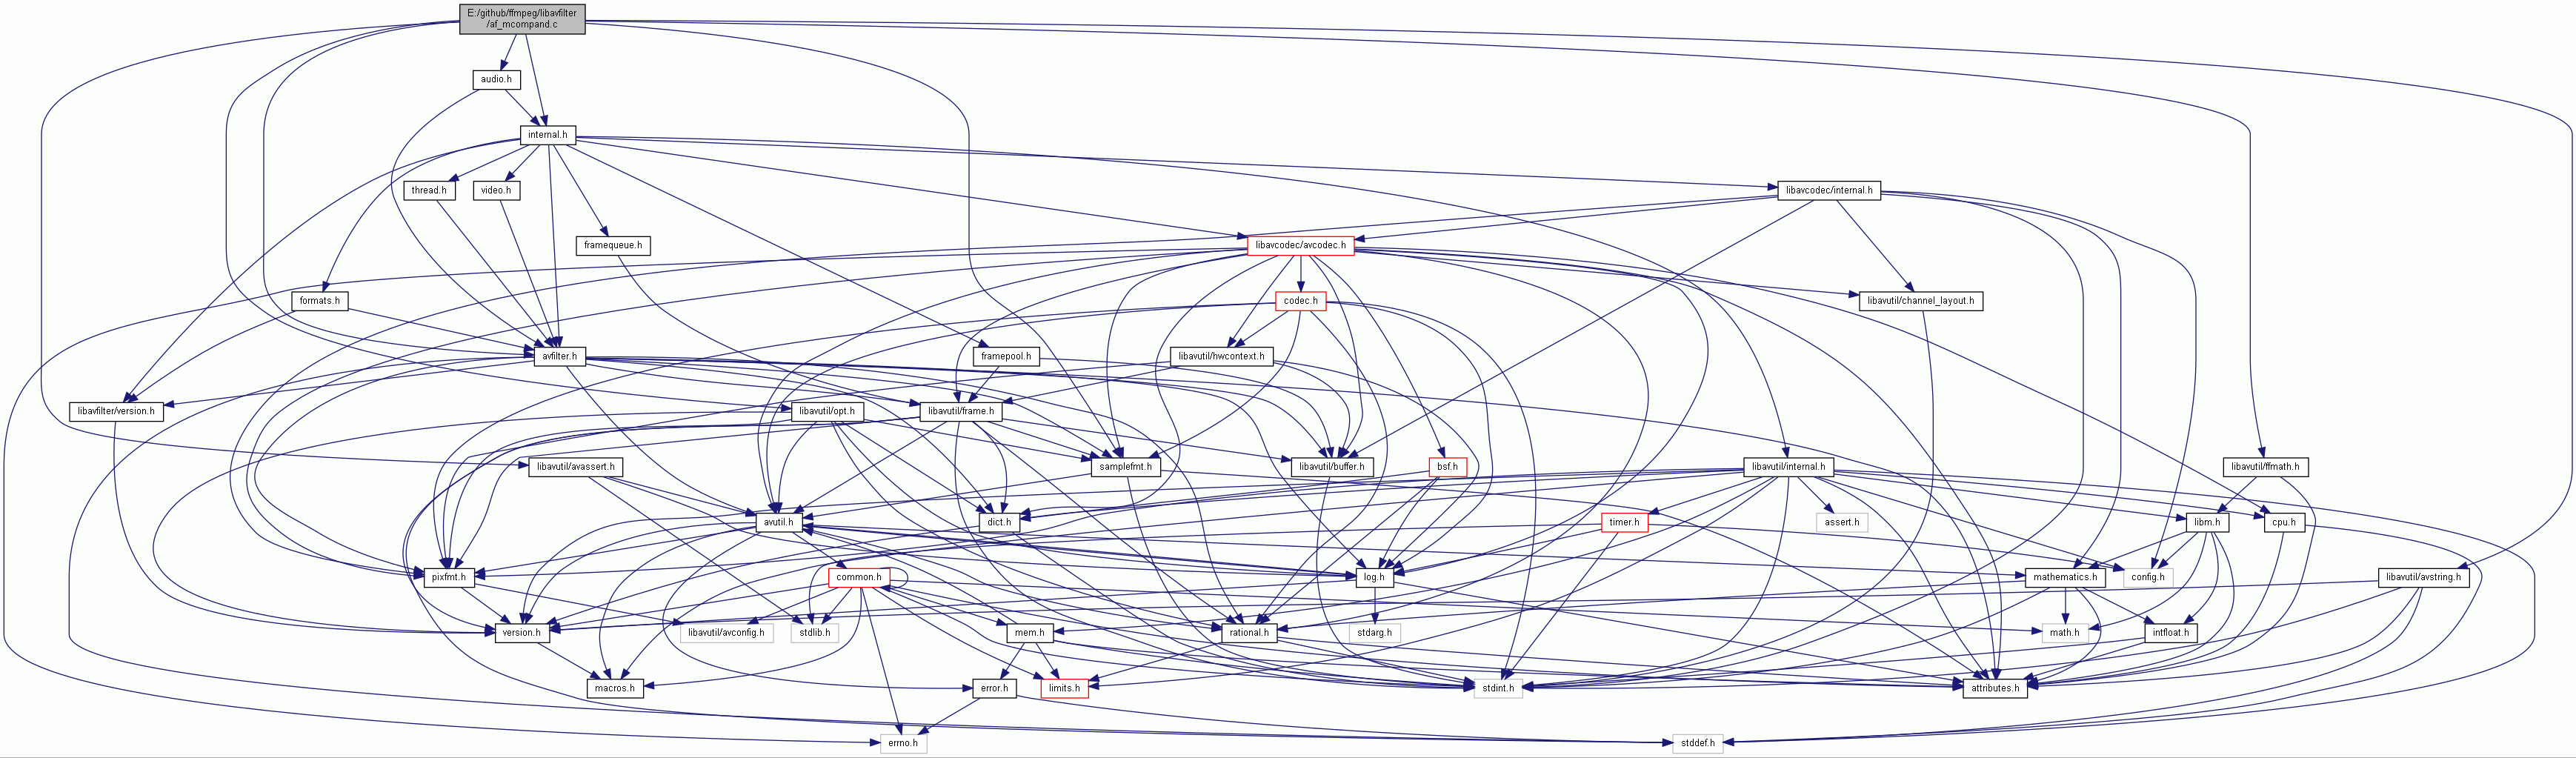 E:/github/ffmpeg/libavfilter
/af_mcompand.c
audio.h
internal.h
thread.h
video.h
libavcodec/internal.h
framequeue.h
libavcodec/avcodec.h
formats.h
codec.h
libavutil/channel_layout.h
avfilter.h
framepool.h
libavutil/hwcontext.h
libavfilter/version.h
libavutil/opt.h
libavutil/frame.h
libavutil/avassert.h
samplefmt.h
libavutil/buffer.h
bsf.h
libavutil/internal.h
libavutil/ffmath.h
avutil.h
dict.h
timer.h
assert.h
libm.h
cpu.h
pixfmt.h
common.h
log.h
mathematics.h
config.h
libavutil/avstring.h
version.h
libavutil/avconfig.h
stdlib.h
mem.h
rational.h
stdarg.h
math.h
intfloat.h
macros.h
error.h
limits.h
stdint.h
attributes.h
errno.h
stddef.h